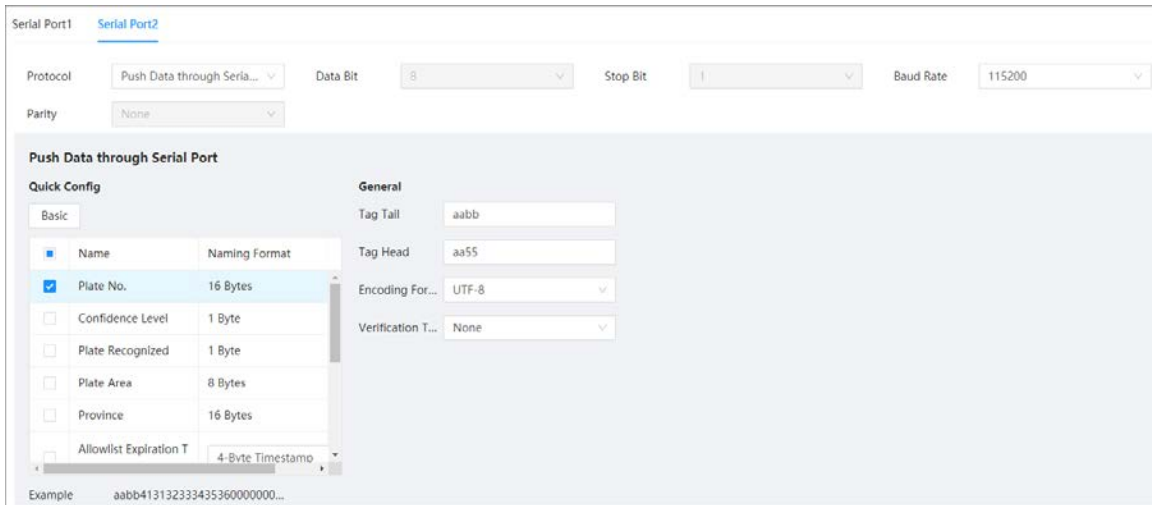 Serial Port1 Serial Port2
Protocol Push Data through Seria... Data Bit 8 Stop Bit 1 Baud Rate 115200
Parity None
Push Data through Serial Port
Quick Config General
Basic Tag Tail aabb
Name Naming Format Tag Head aa55
Plate No. 16 Bytes Encoding For... UTF-8
Confidence Level 1 Byte Verification T... None
Plate Recognized 1 Byte
Plate Area 8 Bytes
Province 16 Bytes
Allowlist Expiration T 4-Byte Timestamp
Example aabb413132333435360000000...